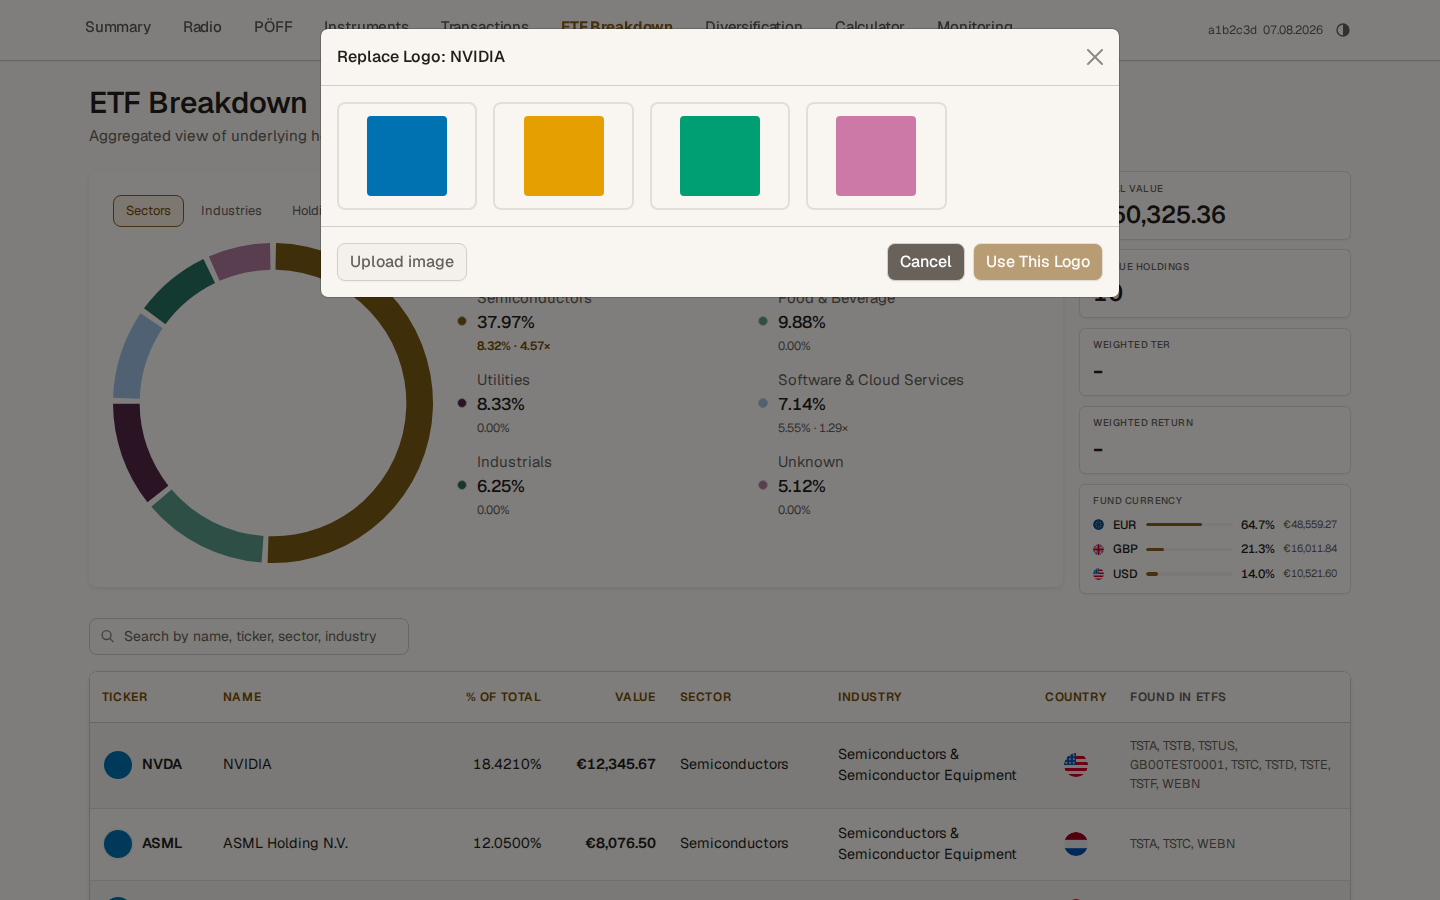 Summary Radio PÖFF Instruments Transactions ETF Breakdown Diversification Calculator Monitoring a1b2c3d 07.08.2026
Replace Logo: NVIDIA
Upload image Cancel Use This Logo
ETF Breakdown
Aggregated view of underlying h
Sectors Industries Holdi
Semiconductors
37.97%
8.32% · 4.57×
Food & Beverage
9.88%
0.00%
Utilities
8.33%
0.00%
Software & Cloud Services
7.14%
5.55% · 1.29×
Industrials
6.25%
0.00%
Unknown
5.12%
0.00%
L VALUE
50,325.36
UE HOLDINGS
10
WEIGHTED TER
–
WEIGHTED RETURN
–
FUND CURRENCY
EUR 64.7% €48,559.27
GBP 21.3% €16,011.84
USD 14.0% €10,521.60
Search by name, ticker, sector, industry
TICKER NAME % OF TOTAL VALUE SECTOR INDUSTRY COUNTRY FOUND IN ETFS
NVDA NVIDIA 18.4210% €12,345.67 Semiconductors
Semiconductors &
Semiconductor Equipment
TSTA, TSTB, TSTUS,
GB00TEST0001, TSTC, TSTD, TSTE,
TSTF, WEBN
ASML ASML Holding N.V. 12.0500% €8,076.50 Semiconductors
Semiconductors &
Semiconductor Equipment
TSTA, TSTC, WEBN